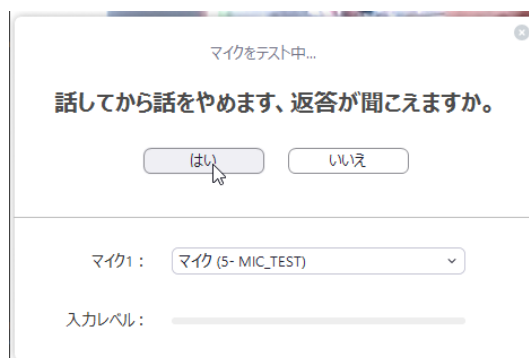 マイクをテスト中...
話してから話をやめます、返答が聞こえますか。
はい
いいえ
マイク1：
マイク (5- MIC_TEST)
入力レベル：